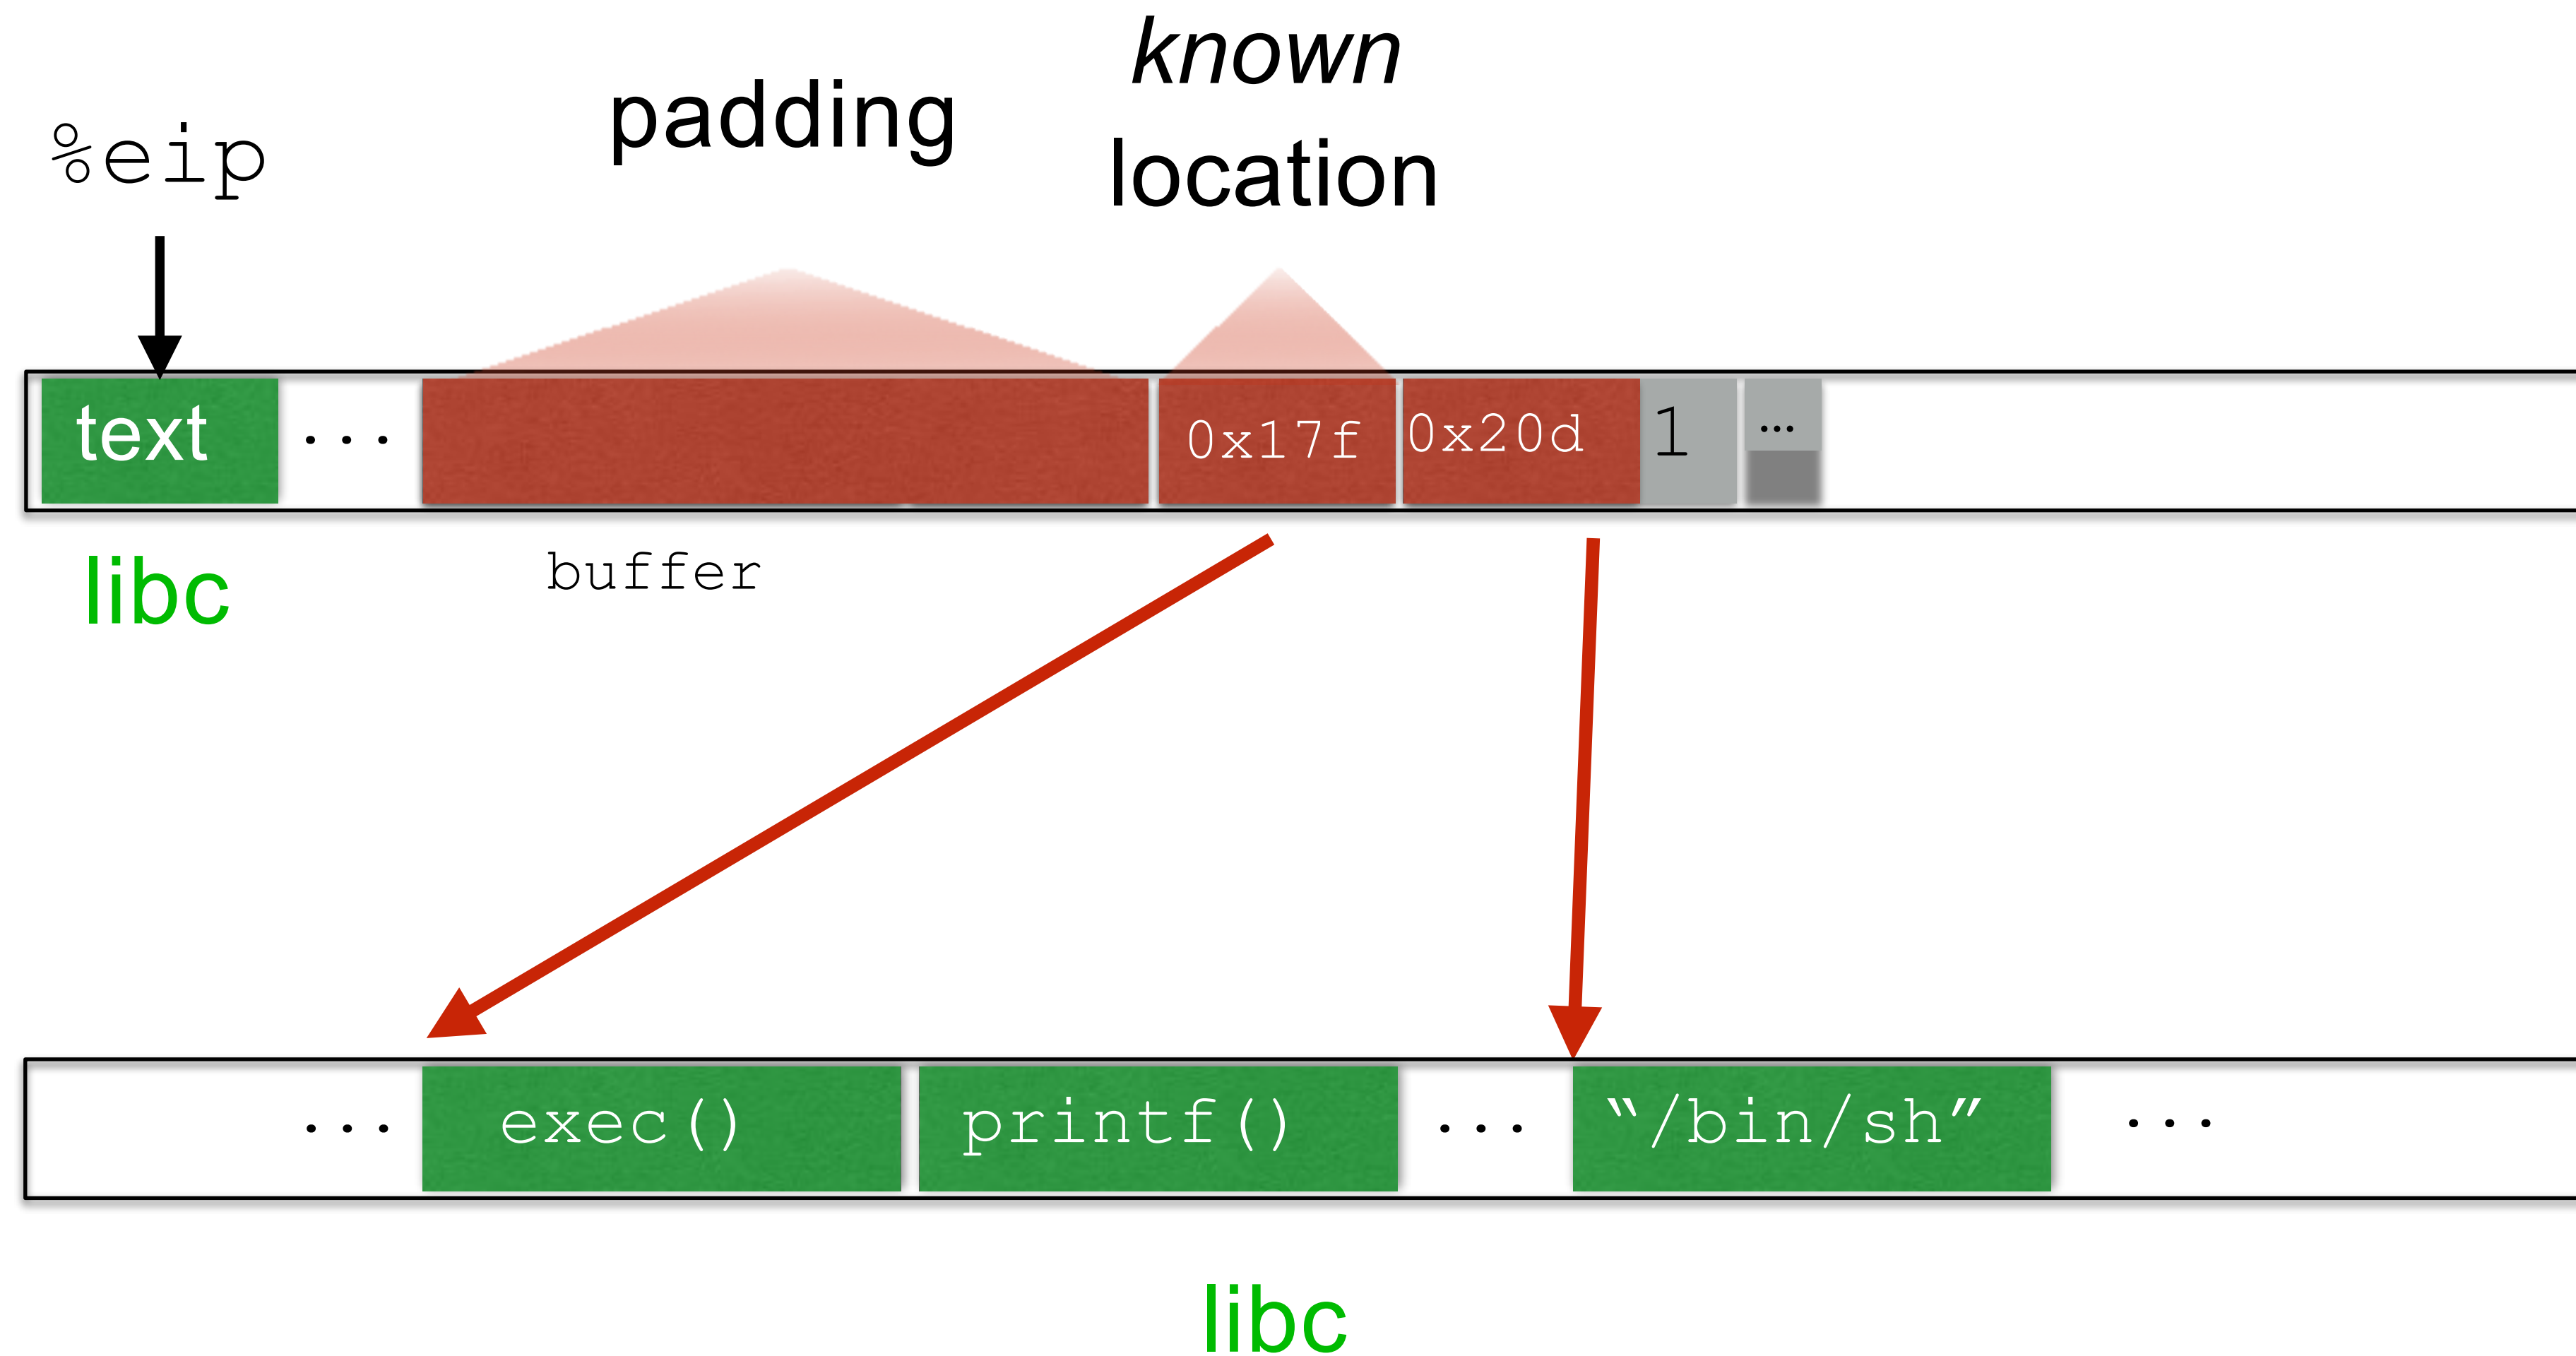 %eip
padding
known
location
text ... 0x17f 0x20d 1 ...
libc
buffer
... exec() printf() ... “/bin/sh” ...
libc